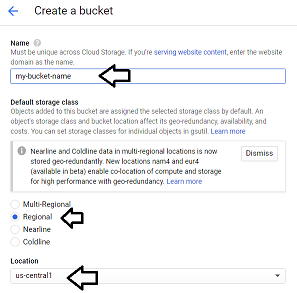 Create a bucket
Name
Must be unique across Cloud Storage. If you're serving website content, enter the website
domain as the name.
my-bucket-name
Default storage class
Objects added to this bucket are assigned the selected storage class by default. An
object's storage class and bucket location affect its geo-redundancy, availability, and
costs. You can set storage classes for individual objects in gsutil. Learn more
Nearline and Coldline data in multi-regional locations is now
stored geo-redundantly. New locations nam4 and eur4
(available in beta) enable co-location of compute and storage
for high performance with geo-redundancy. Learn more
Dismiss
Multi-Regional
Regional
Nearline
Coldline
Location
us-central1